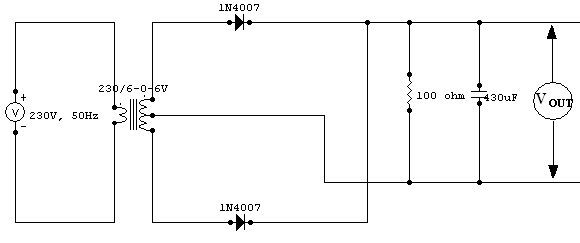 1N4007
230/6-0-6V
+
V
-
230V, 50Hz
100 ohm
430uF
VOUT
1N4007